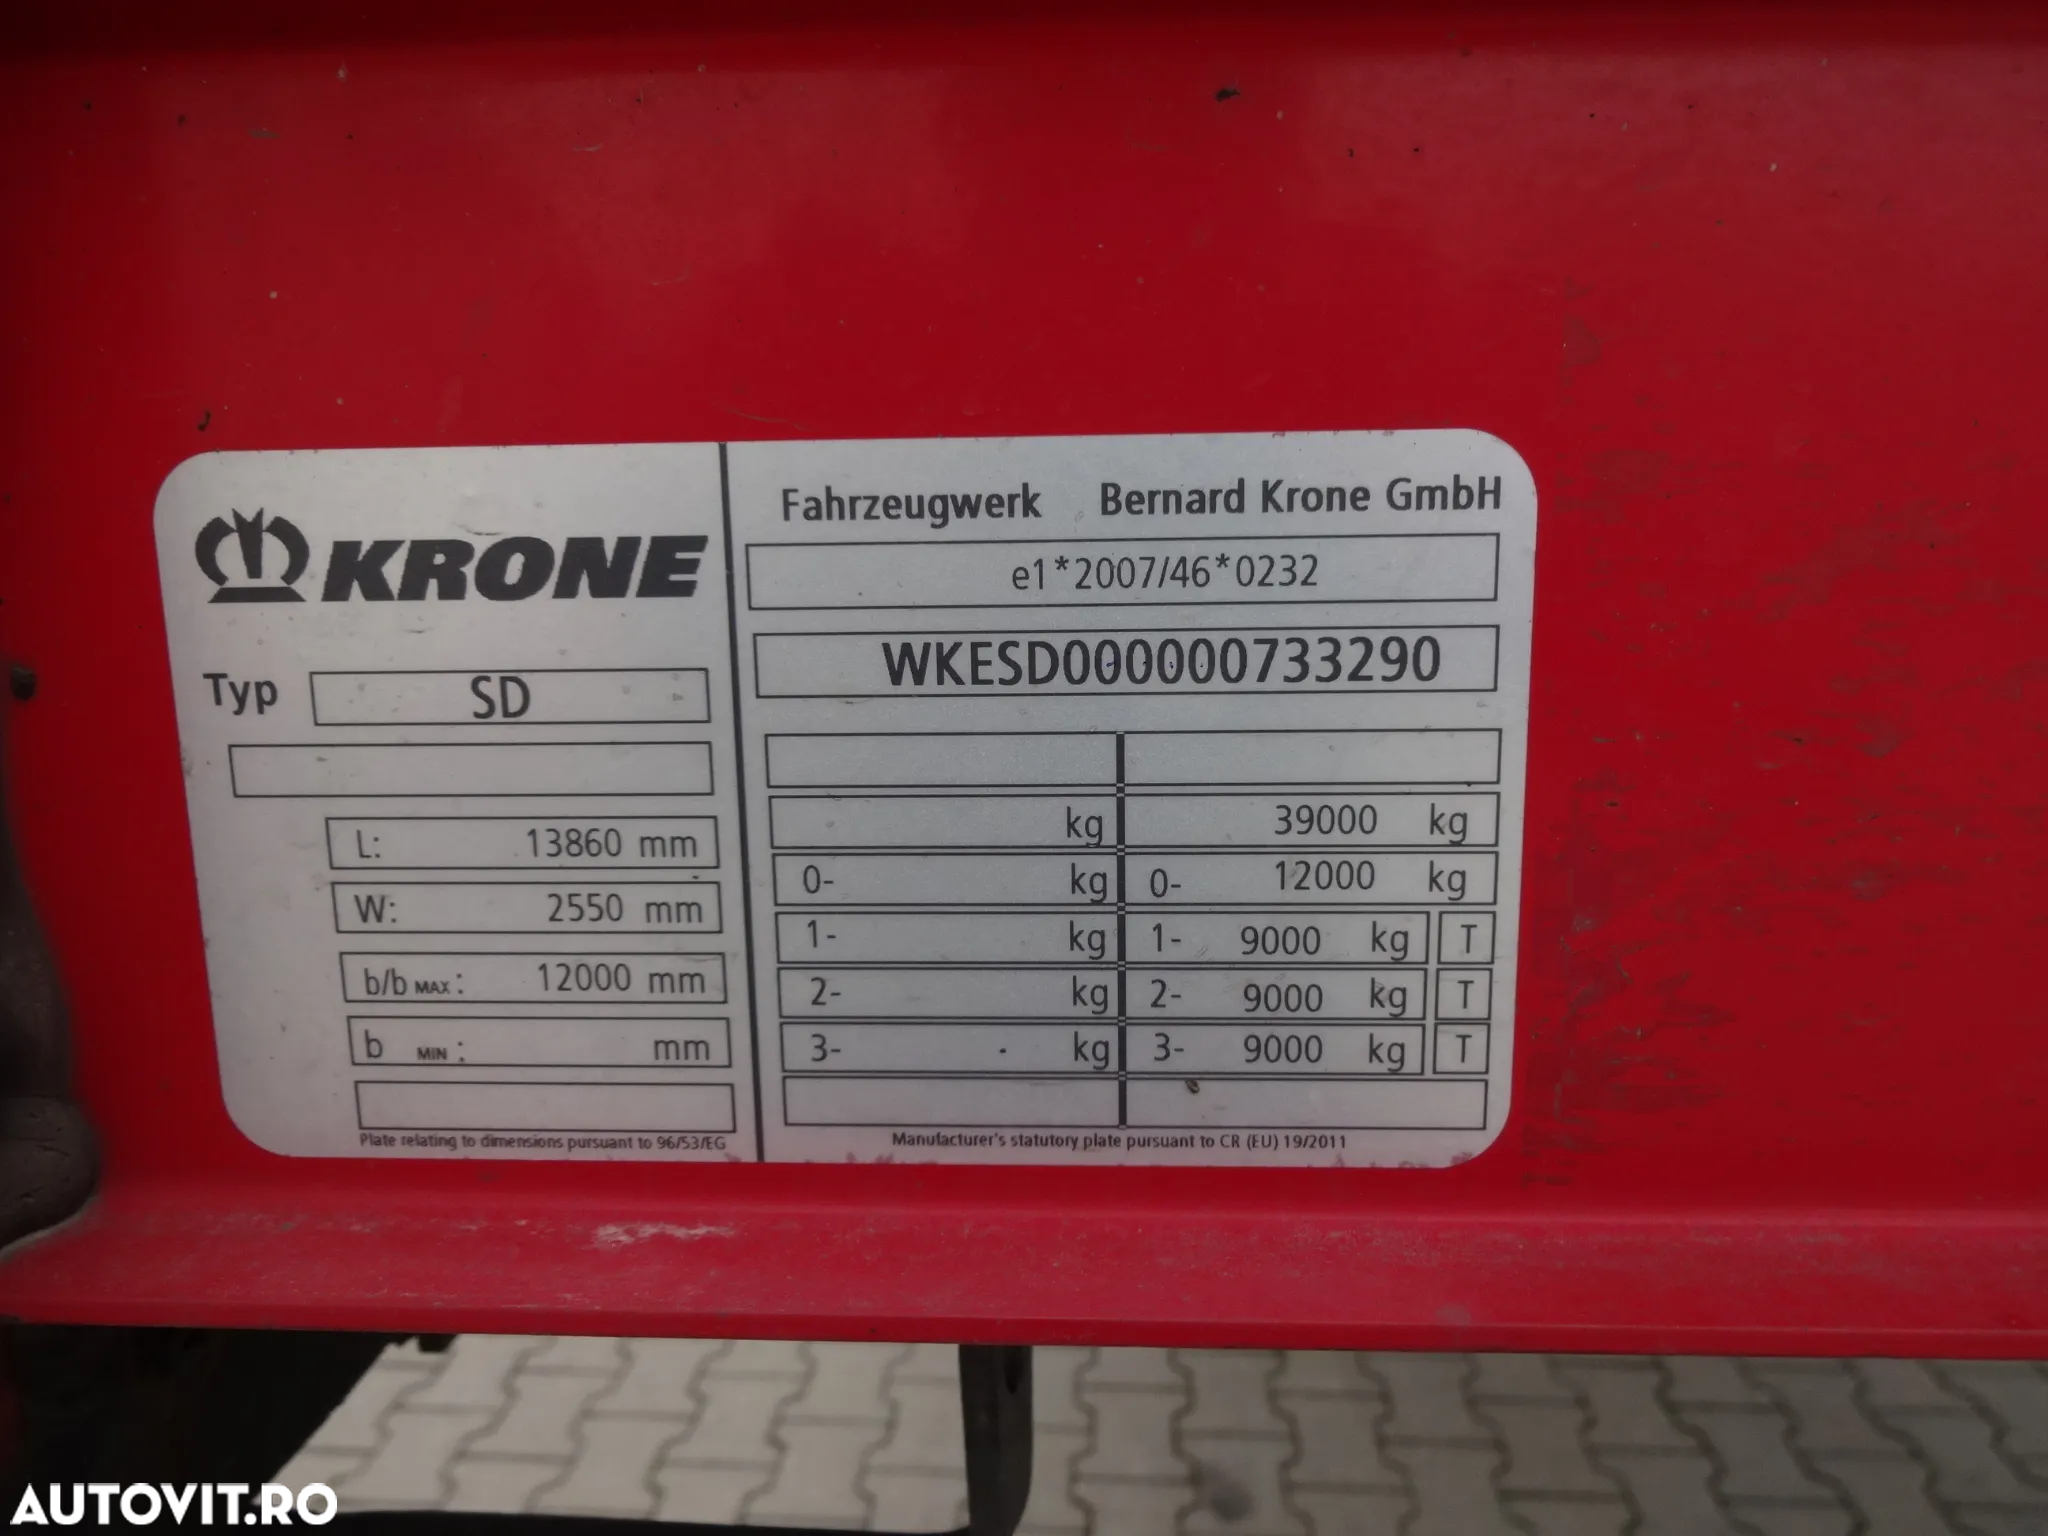 KRONE
Typ SD
L: 13860 mm
W: 2550 mm
b/b MAX: 12000 mm
b MIN: mm
Plate relating to dimensions pursuant to 96/53/EG
Fahrzeugwerk Bernard Krone GmbH
e1*2007/46*0232
WKESD000000733290
kg 39000 kg
0- kg 0- 12000 kg
1- kg 1- 9000 kg T
2- kg 2- 9000 kg T
3- kg 3- 9000 kg T
Manufacturer's statutory plate pursuant to CR (EU) 19/2011
AUTOVIT.RO